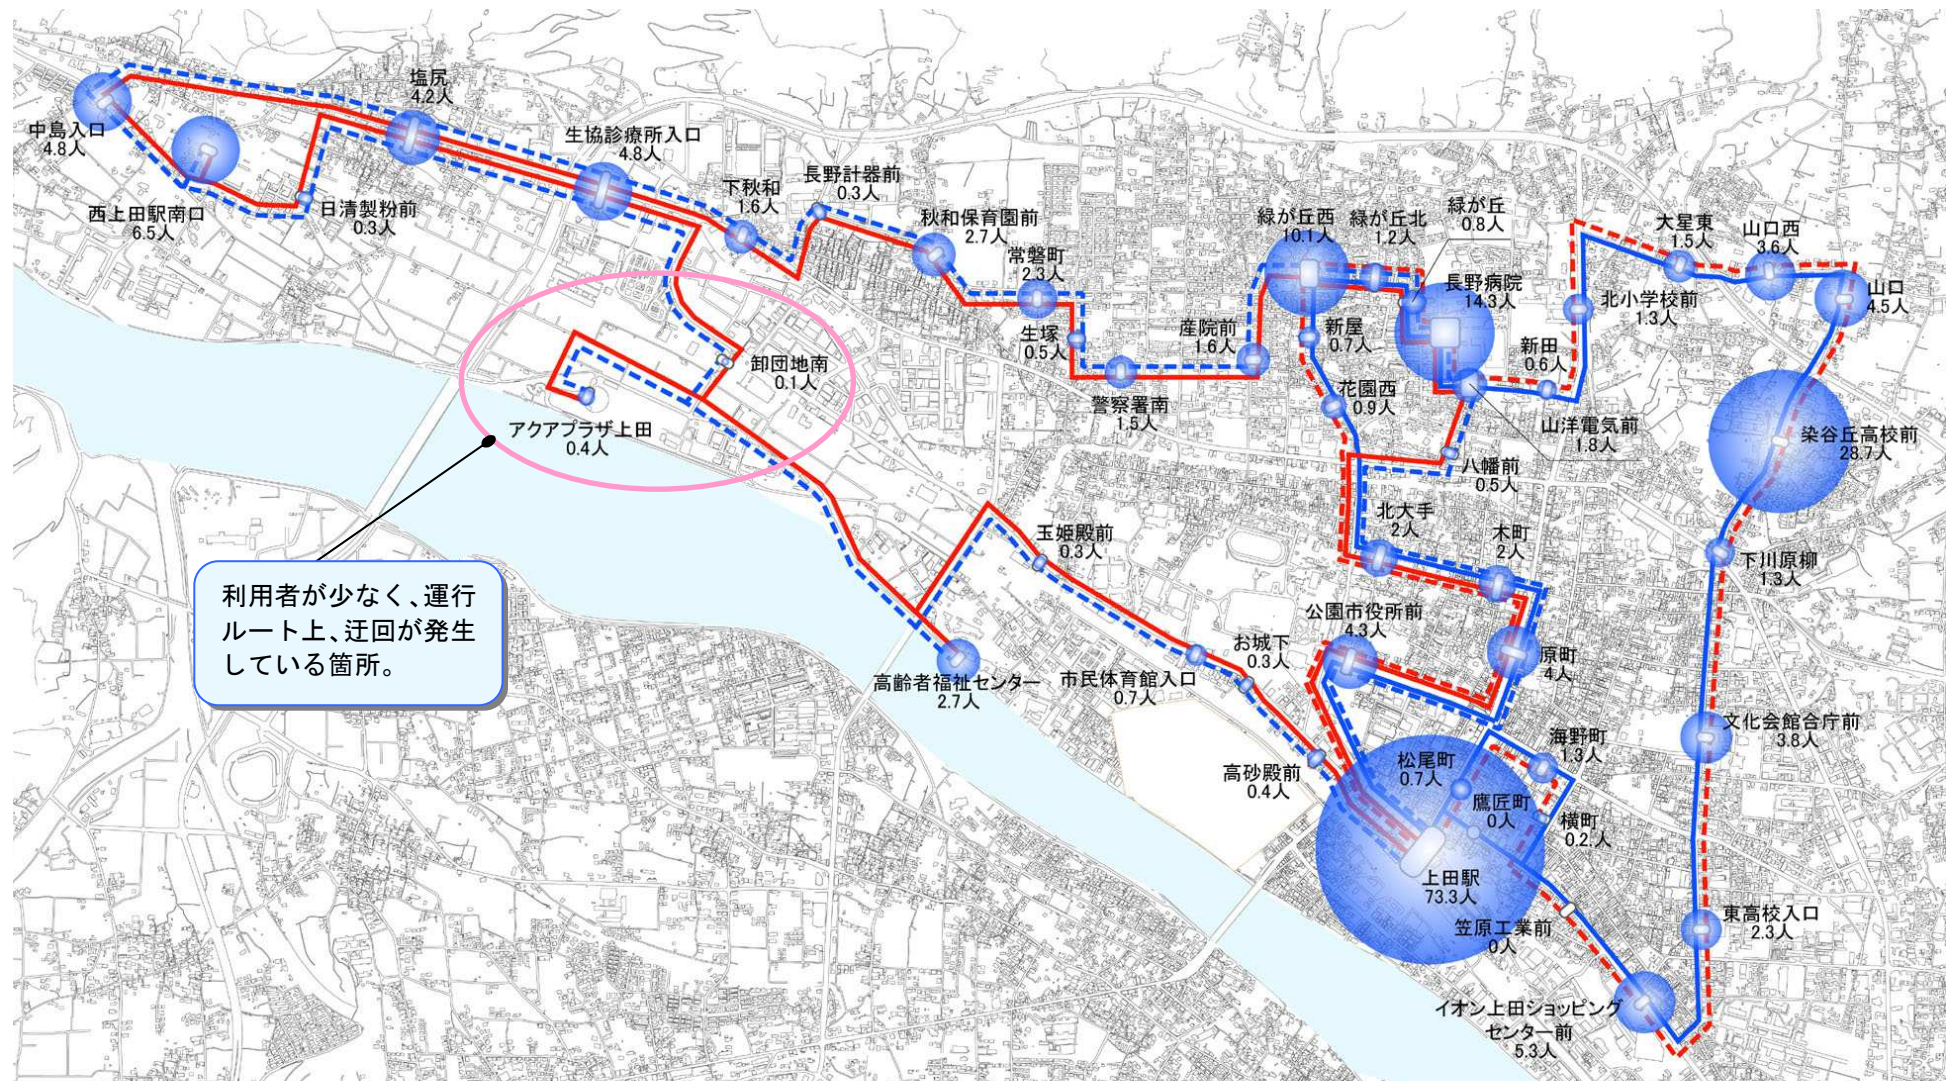 塩尻
4.2人
中島入口
4.8人
西上田駅南口
6.5人
日清製粉前
0.3人
生協診療所入口
4.8人
下秋和
1.6人
長野計器前
0.3人
秋和保育園前
2.7人
常磐町
2.3人
生塚
0.5人
警察署南
1.5人
産院前
1.6人
緑が丘西
10.1人
緑が丘北
1.2人
緑が丘
0.8人
長野病院
14.3人
新屋
0.7人
花園西
0.9人
新田
0.6人
山洋電気前
1.8人
北小学校前
1.3人
大星東
1.5人
山口西
3.6人
山口
4.5人
染谷丘高校前
28.7人
八幡前
0.5人
北大手
2人
木町
2人
下川原柳
1.3人
卸団地南
0.1人
アクアプラザ上田
0.4人
利用者が少なく、運行
ルート上、迂回が発生
している箇所。
玉姫殿前
0.3人
高齢者福祉センター
2.7人
市民体育館入口
0.7人
お城下
0.3人
公園市役所前
4.3人
原町
4人
高砂殿前
0.4人
松尾町
0.7人
海野町
1.3人
鷹匠町
0人
横町
0.2人
文化会館合庁前
3.8人
上田駅
73.3人
笠原工業前
0人
東高校入口
2.3人
イオン上田ショッピング
センター前
5.3人